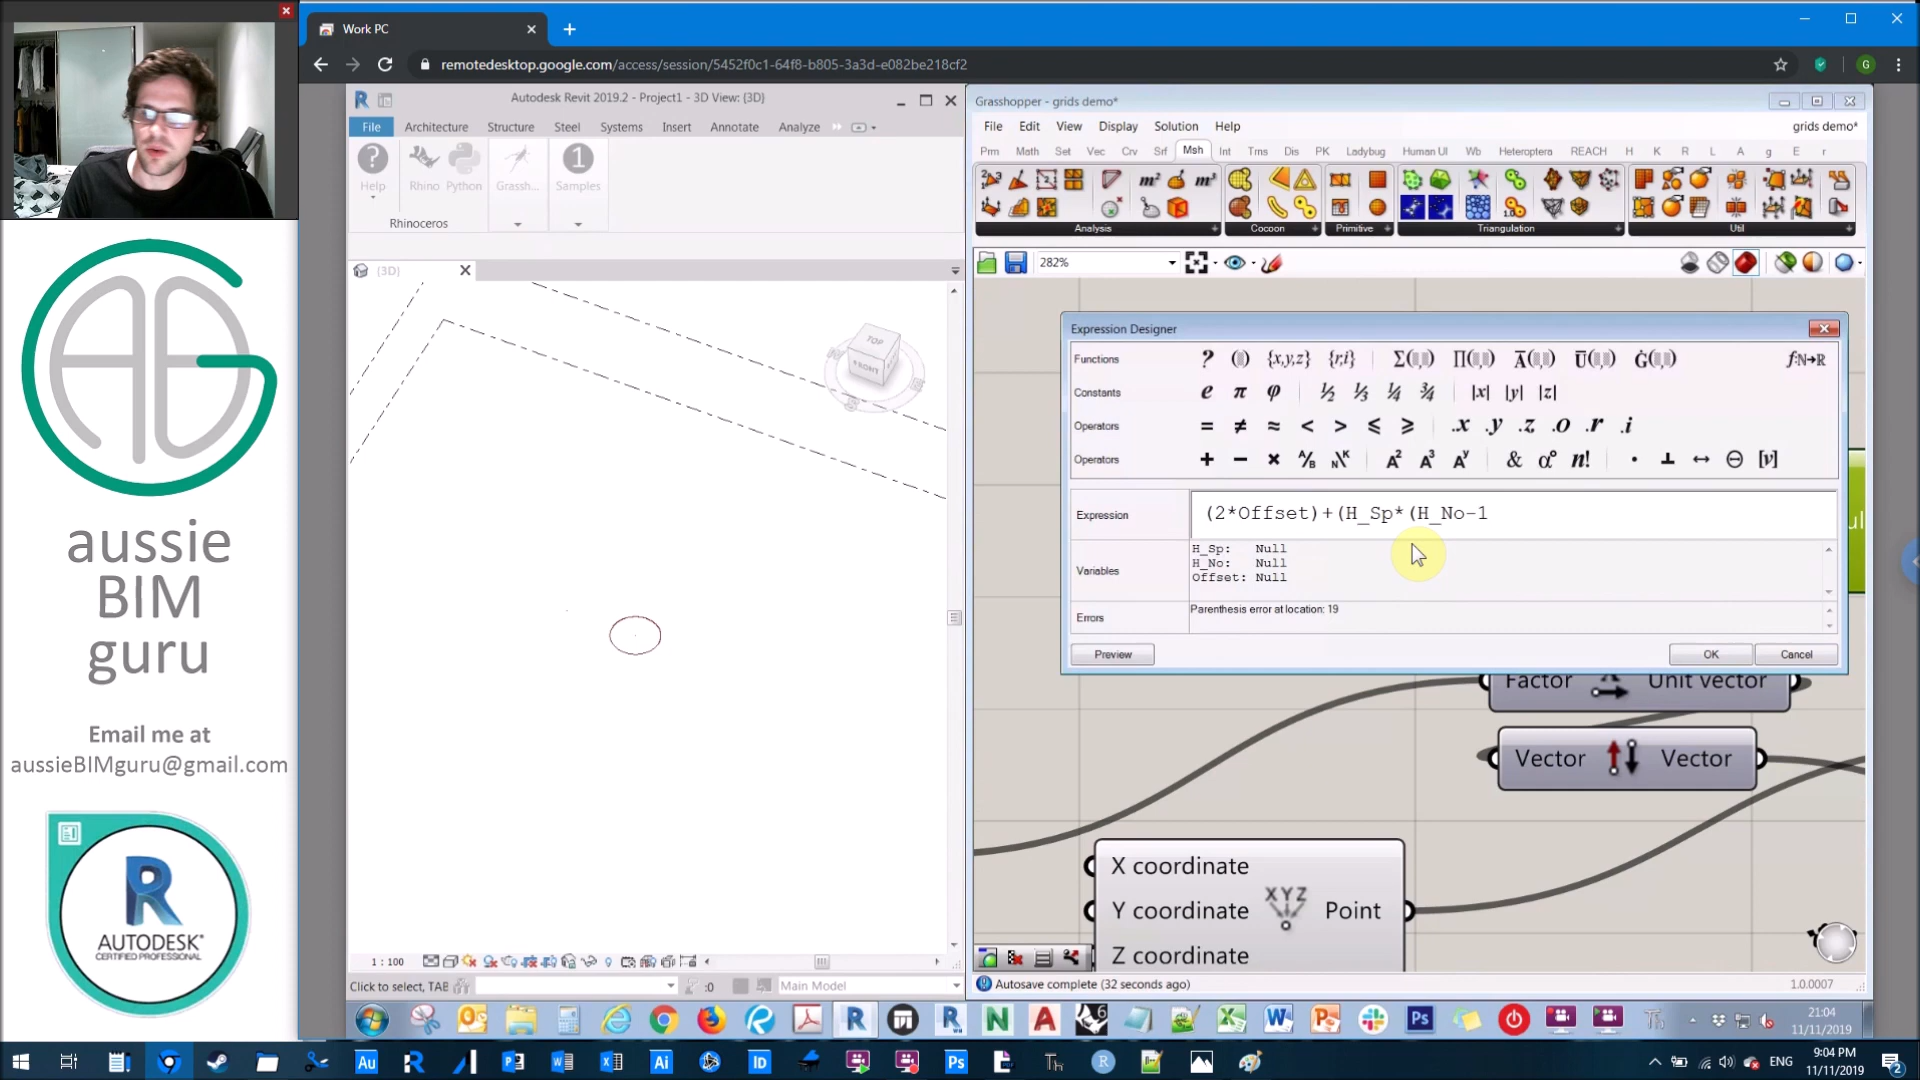 Work PC
remotedesktop.google.com/access/session/5452f0c1-64f8-b805-3a3d-e082be218cf2
G
Autodesk Revit 2019.2 - Project1 - 3D View: {3D}
File Architecture Structure Steel Systems Insert Annotate Analyze
Help
Rhino
Python
Grassh...
Samples
Rhinoceros
{3D}
TOP
FRONT
1 : 100
Click to select, TAB
:0
Main Model
Grasshopper - grids demo*
File Edit View Display Solution Help
grids demo*
Prm Math Set Vec Crv Srf Msh Int Trns Dis PK Ladybug Human UI Wb Heteroptera REACH H K R L A g E r
Analysis
Cocoon
Primitive
Triangulation
Util
282%
Expression Designer
Functions
Constants
Operators
Operators
Expression
(2*Offset)+(H_Sp*(H_No-1
Variables
H_Sp: Null
H_No: Null
Offset: Null
Errors
Parenthesis error at location: 19
Preview
OK
Cancel
Factor
Unit vector
Vector
Vector
X coordinate
Y coordinate
Z coordinate
XYZ
Point
Autosave complete (32 seconds ago)
1.0.0007
21:04
11/11/2019
aussie
BIM
guru
Email me at
aussieBIMguru@gmail.com
AUTODESK
CERTIFIED PROFESSIONAL
ENG
9:04 PM
11/11/2019